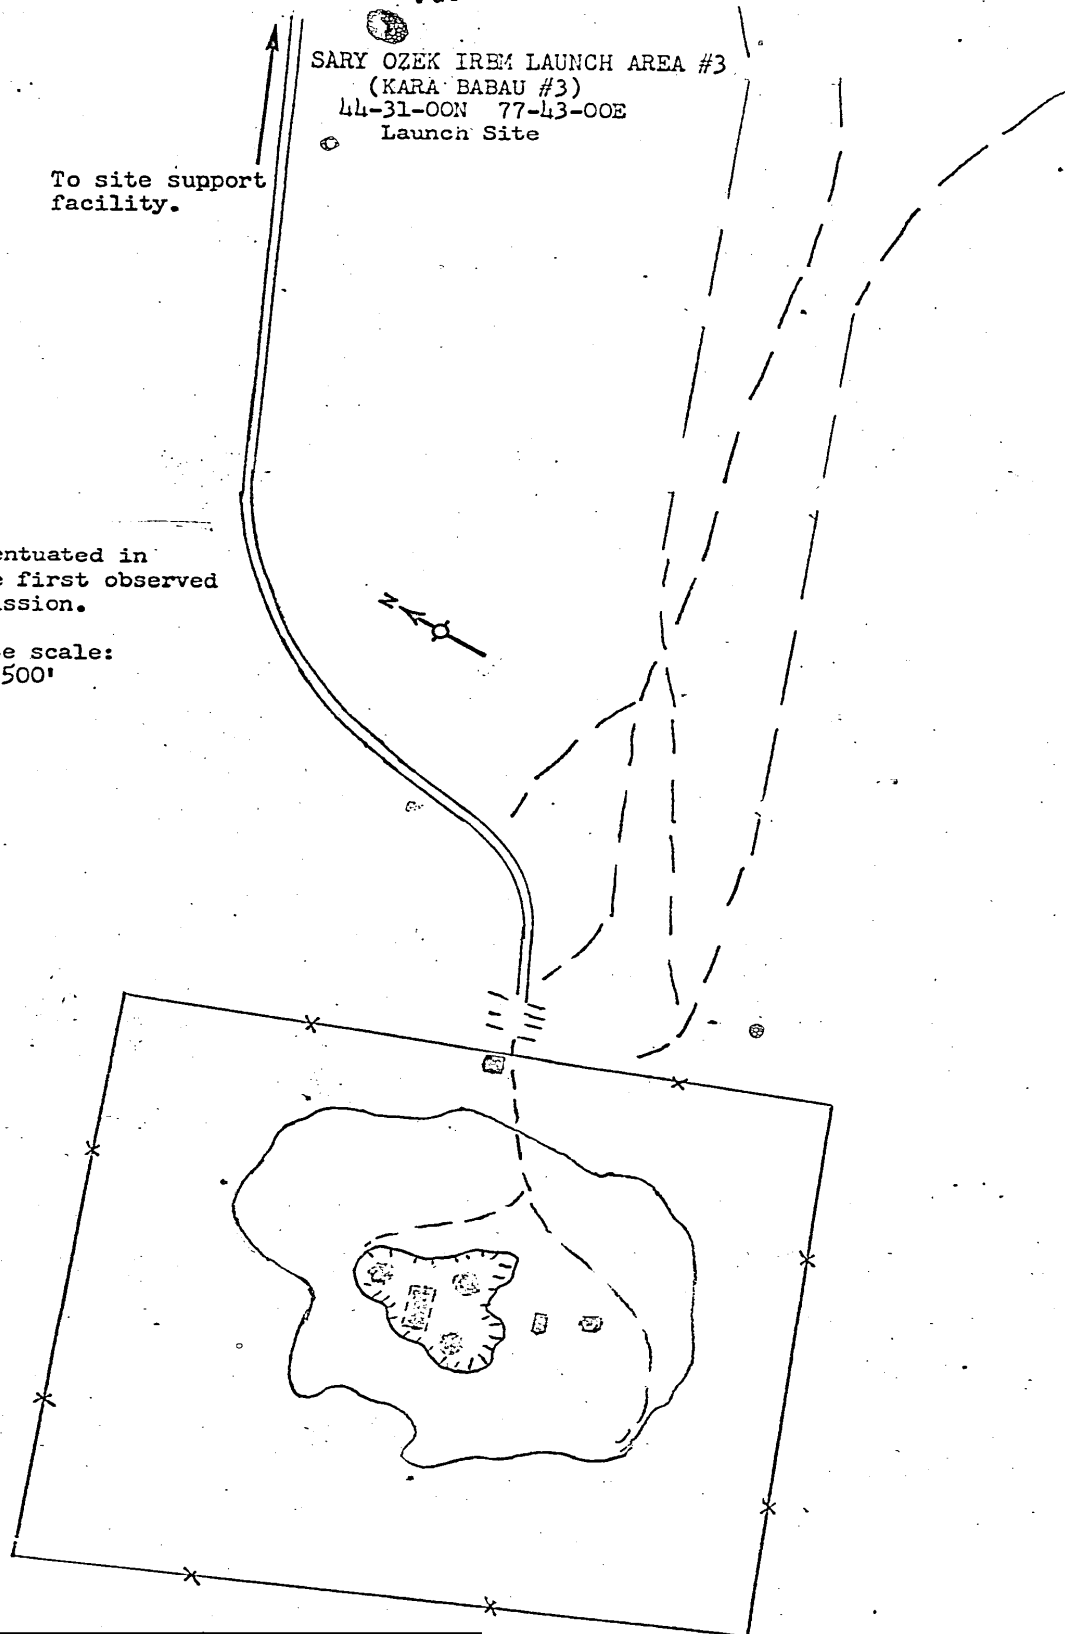 SARY OZEK IRBM LAUNCH AREA #3
(KARA BABAU #3)
44-31-00N 77-43-00E
Launch Site
To site support
facility.
entuated in
e first observed
ission.
e scale:
500'
N